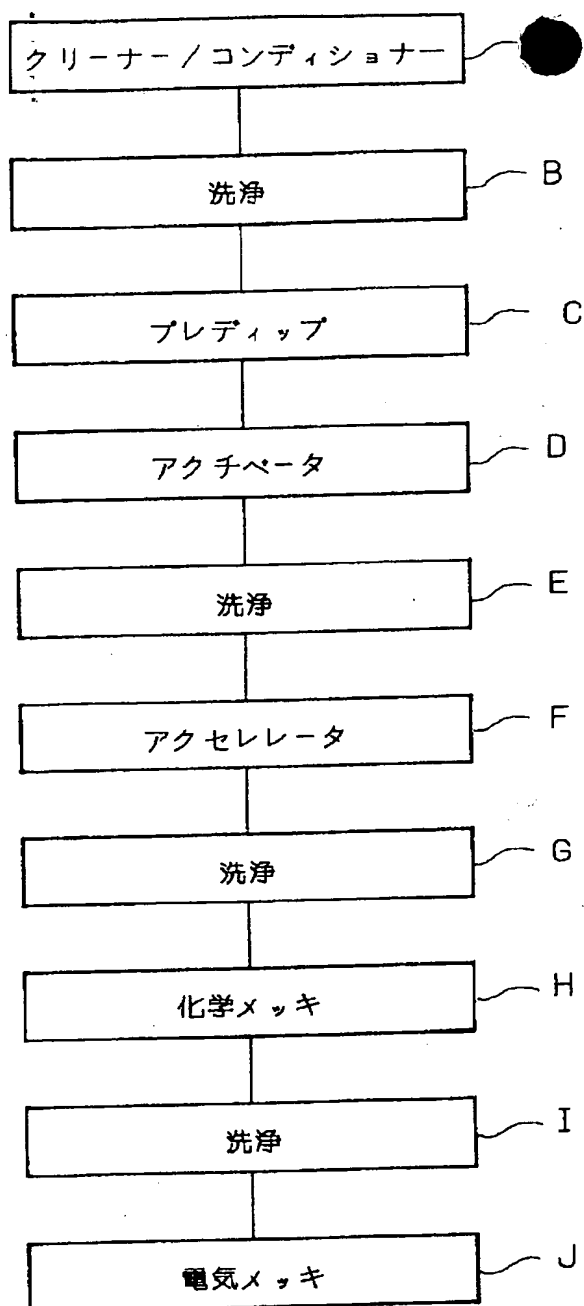 クリーナー/コンディショナー
洗浄 B
プレディップ C
アクチベータ D
洗浄 E
アクセレレータ F
洗浄 G
化学メッキ H
洗浄 I
電気メッキ J